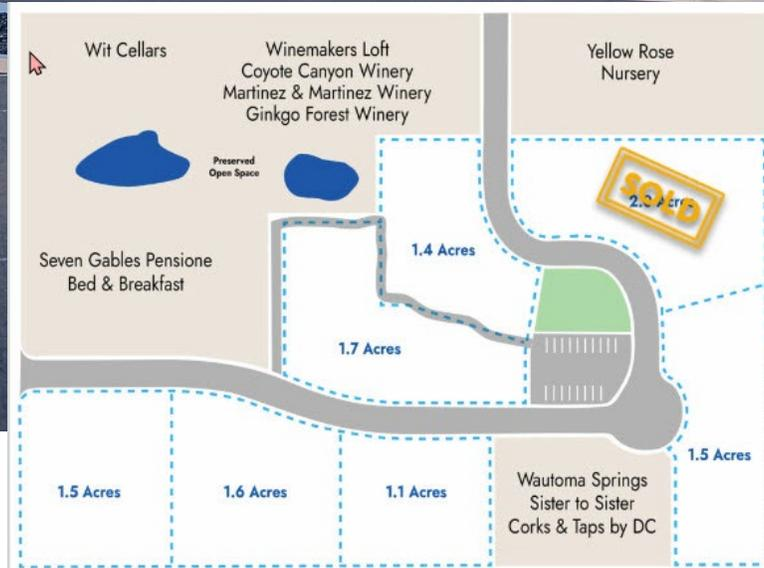 Wit Cellars
Winemakers Loft
Coyote Canyon Winery
Martinez & Martinez Winery
Ginkgo Forest Winery
Yellow Rose
Nursery
Preserved
Open Space
SOLD
Seven Gables Pensione
Bed & Breakfast
1.4 Acres
1.7 Acres
1.5 Acres
1.6 Acres
1.1 Acres
Wautoma Springs
Sister to Sister
Corks & Taps by DC
1.5 Acres